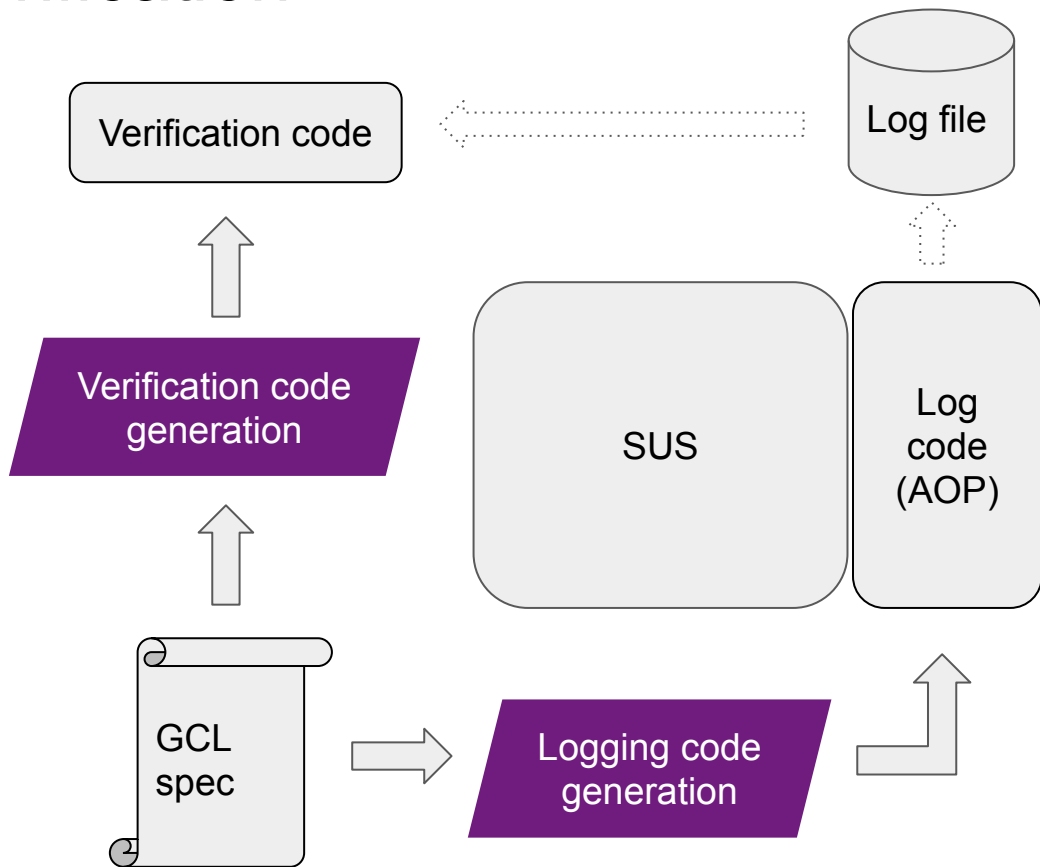 Verification code
Log file
Verification code
generation
SUS
Log
code
(AOP)
GCL
spec
Logging code
generation